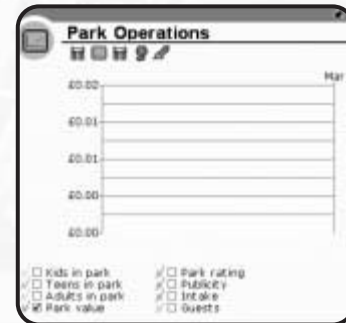 Park Operations
Mar
£0.02
£0.01
£0.01
£0.00
£0.00
Kids in park
Teens in park
Adults in park
Park value
Park rating
Publicity
Intake
Guests